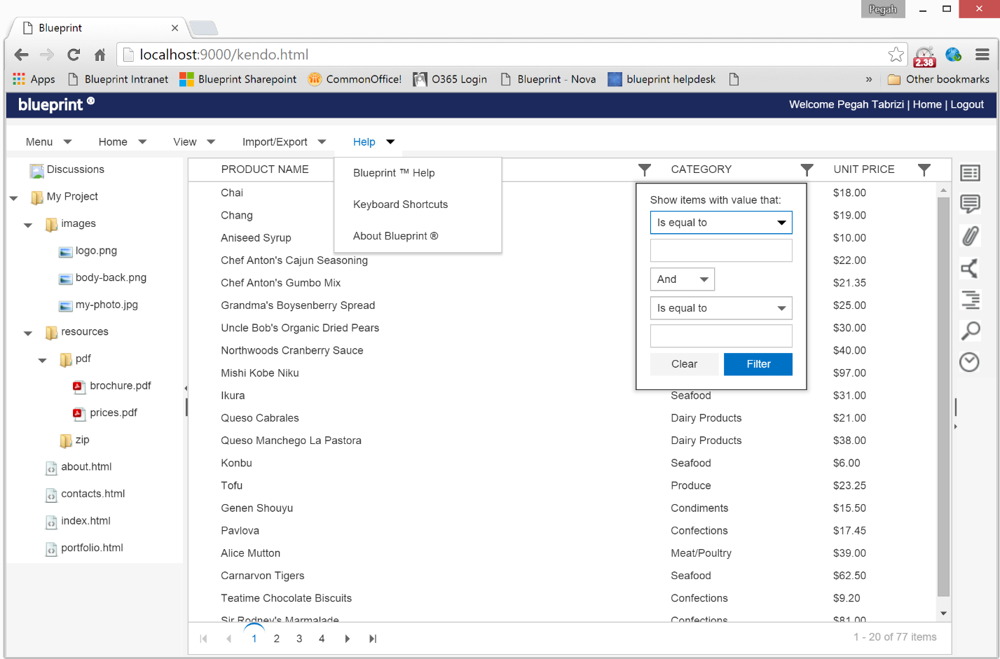 Pegah
Blueprint
localhost:9000/kendo.html
2.38
Apps Blueprint Intranet Blueprint Sharepoint CommonOffice! O365 Login Blueprint - Nova blueprint helpdesk » Other bookmarks
blueprint ®
Welcome Pegah Tabrizi | Home | Logout
Menu Home View Import/Export Help
Blueprint ™ Help
Keyboard Shortcuts
About Blueprint ®
Discussions
My Project
images
logo.png
body-back.png
my-photo.jpg
resources
pdf
brochure.pdf
prices.pdf
zip
about.html
contacts.html
index.html
portfolio.html
PRODUCT NAME CATEGORY UNIT PRICE
Show items with value that:
Is equal to
And
Is equal to
Clear Filter
Chai $18.00
Chang $19.00
Aniseed Syrup $10.00
Chef Anton's Cajun Seasoning $22.00
Chef Anton's Gumbo Mix $21.35
Grandma's Boysenberry Spread $25.00
Uncle Bob's Organic Dried Pears $30.00
Northwoods Cranberry Sauce $40.00
Mishi Kobe Niku $97.00
Ikura Seafood $31.00
Queso Cabrales Dairy Products $21.00
Queso Manchego La Pastora Dairy Products $38.00
Konbu Seafood $6.00
Tofu Produce $23.25
Genen Shouyu Condiments $15.50
Pavlova Confections $17.45
Alice Mutton Meat/Poultry $39.00
Carnarvon Tigers Seafood $62.50
Teatime Chocolate Biscuits Confections $9.20
Sir Rodney's Marmalade Confections $81.00
1 2 3 4
1 - 20 of 77 items